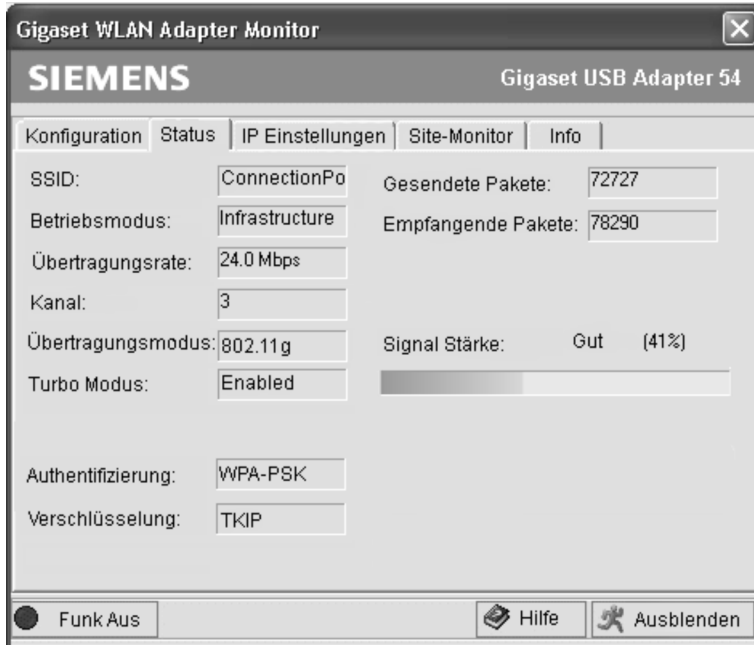 Gigaset WLAN Adapter Monitor
SIEMENS Gigaset USB Adapter 54
Konfiguration Status IP Einstellungen Site-Monitor Info
SSID: ConnectionPo
Betriebsmodus: Infrastructure
Übertragungsrate: 24.0 Mbps
Kanal: 3
Übertragungsmodus: 802.11g
Turbo Modus: Enabled
Authentifizierung: WPA-PSK
Verschlüsselung: TKIP
Gesendete Pakete: 72727
Empfangende Pakete: 78290
Signal Stärke: Gut (41%)
Funk Aus Hilfe Ausblenden